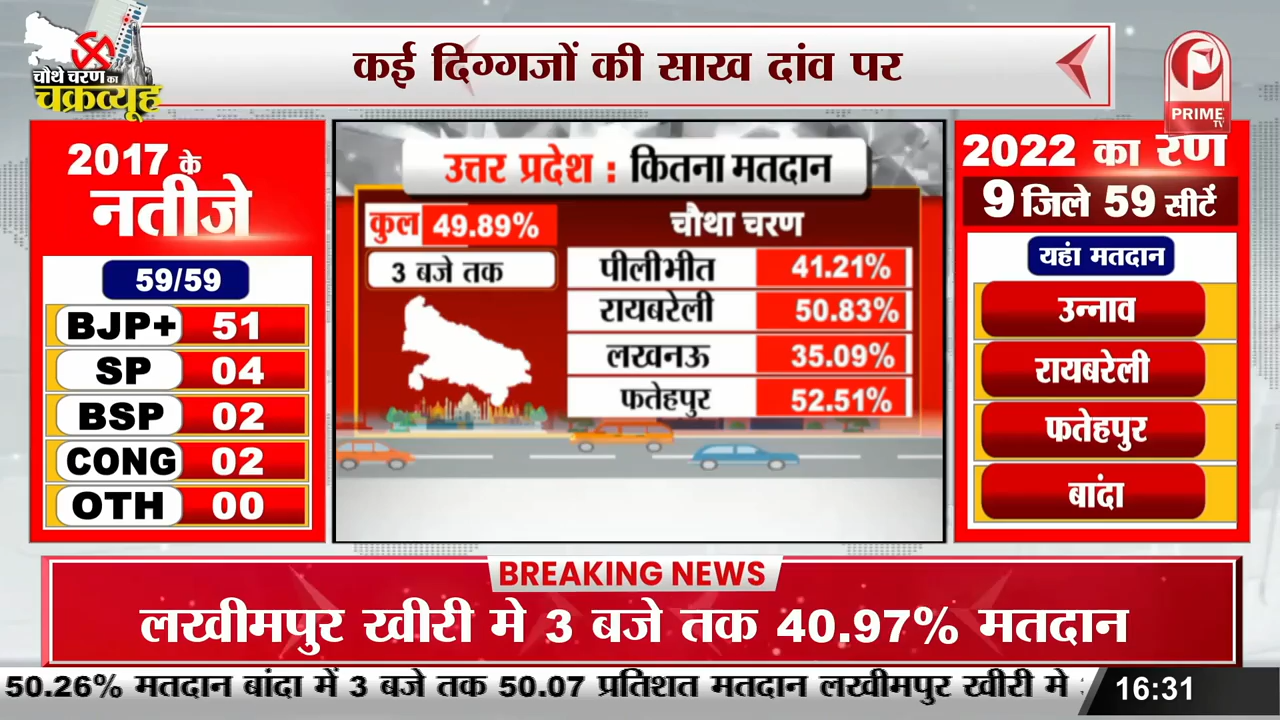 चौथे चरण का
चक्रव्यूह
कई दिग्गजों की साख दांव पर
PRIME
TV
2017 के
नतीजे
59/59
BJP+ 51
SP 04
BSP 02
CONG 02
OTH 00
उत्तर प्रदेश : कितना मतदान
कुल 49.89%
3 बजे तक
चौथा चरण
पीलीभीत 41.21%
रायबरेली 50.83%
लखनऊ 35.09%
फतेहपुर 52.51%
2022 का रण
9 जिले 59 सीटें
यहां मतदान
उन्नाव
रायबरेली
फतेहपुर
बांदा
BREAKING NEWS
लखीमपुर खीरी मे 3 बजे तक 40.97% मतदान
50.26% मतदान बांदा में 3 बजे तक 50.07 प्रतिशत मतदान लखीमपुर खीरी मे
16:31